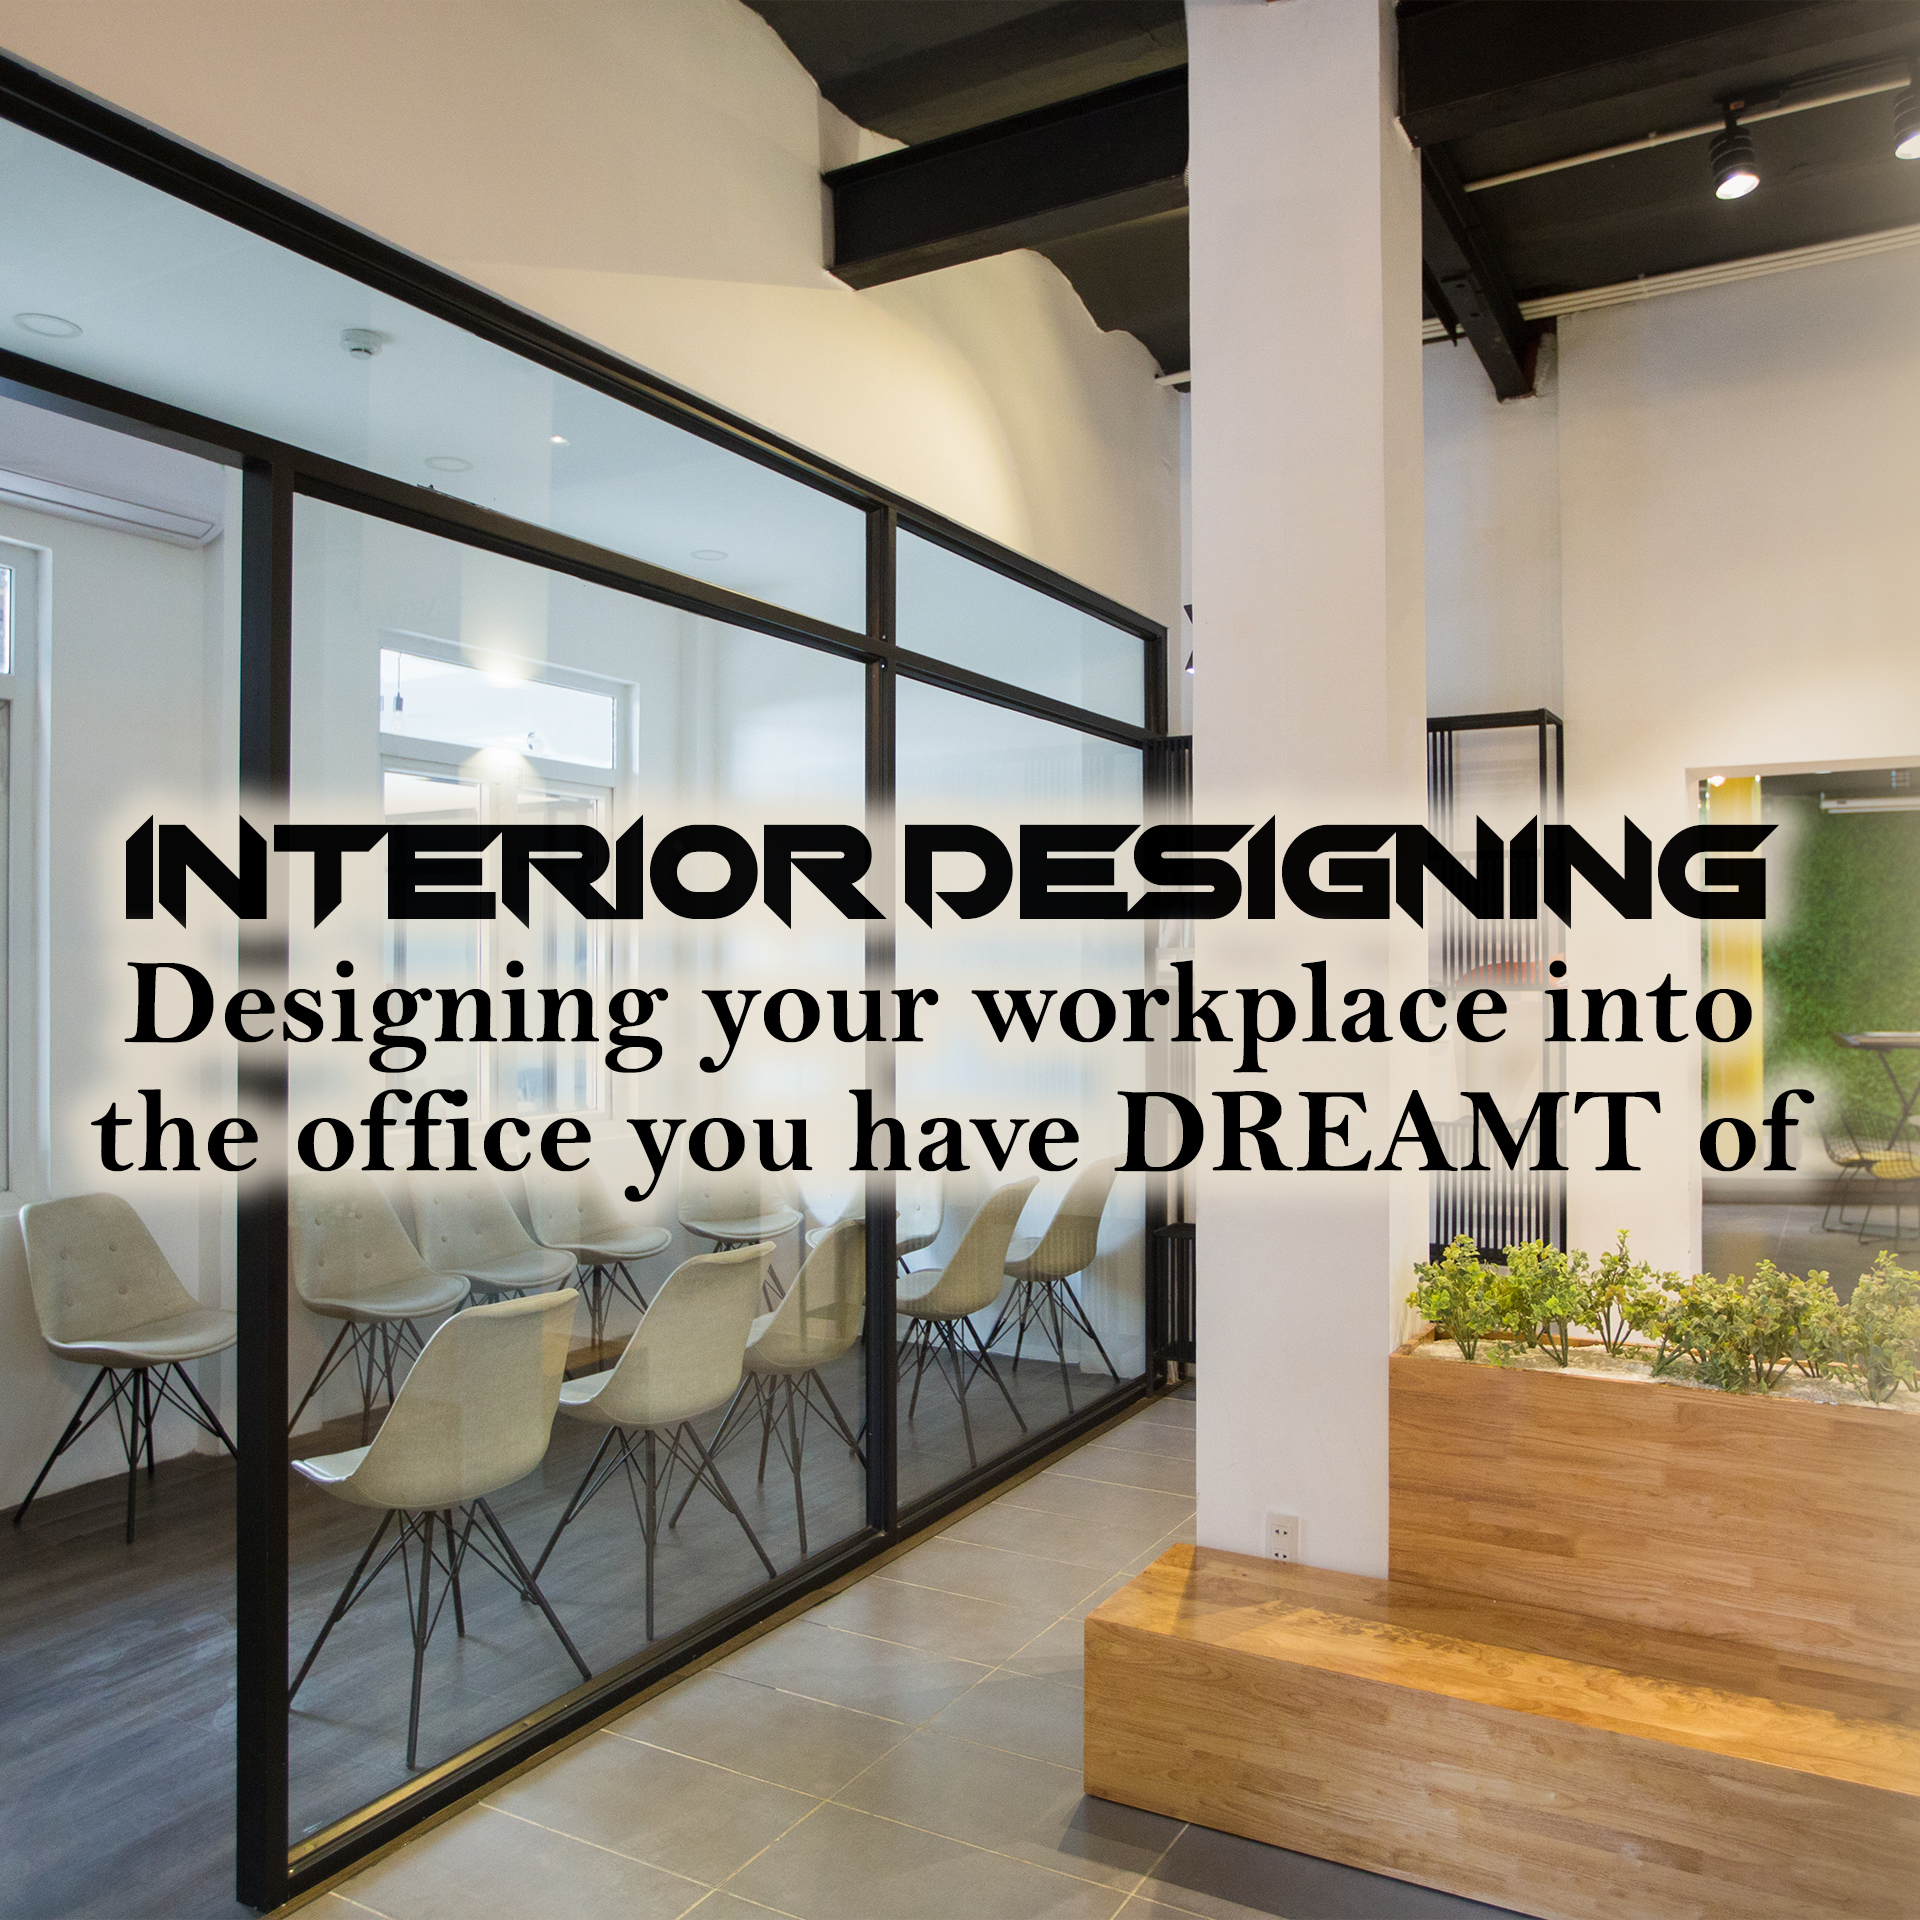 INTERIOR DESIGNING
Designing your workplace into
the office you have DREAMT of